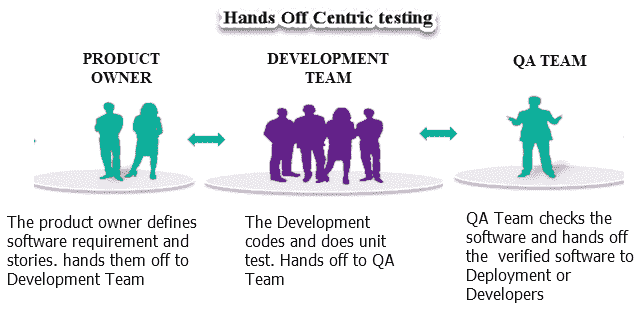 Hands Off Centric testing
PRODUCT
OWNER
DEVELOPMENT
TEAM
QA TEAM
The product owner defines
software requirement and
stories. hands them off to
Development Team
The Development
codes and does unit
test. Hands off to QA
Team
QA Team checks the
software and hands off
the verified software to
Deployment or
Developers